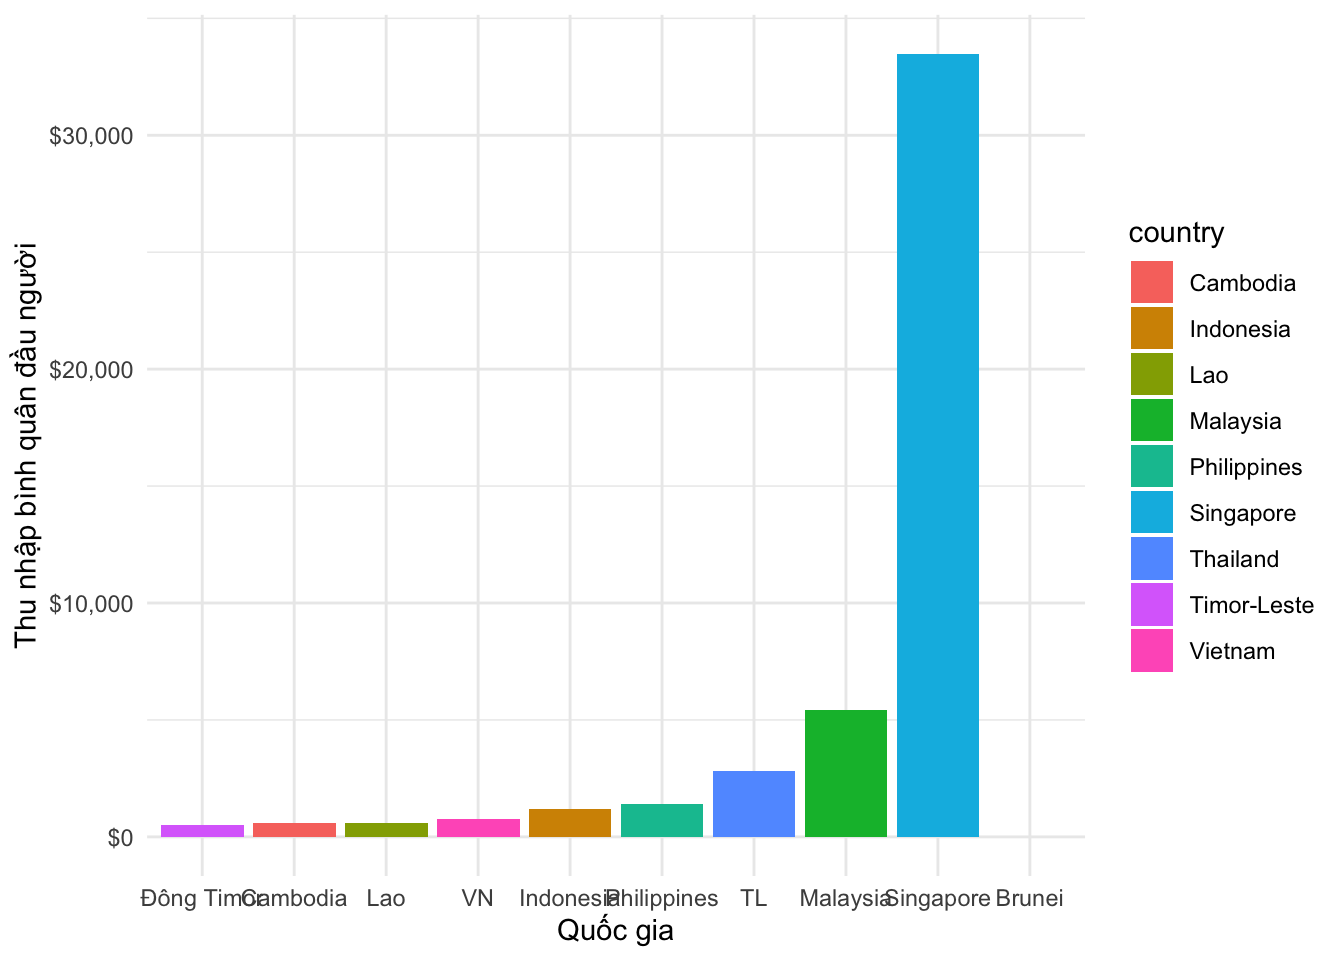 Thu nhập bình quân đầu người
$30,000
$20,000
$10,000
$0
Đông Timor Cambodia Lao VN Indonesia Philippines TL Malaysia Singapore Brunei
Quốc gia
country
Cambodia
Indonesia
Lao
Malaysia
Philippines
Singapore
Thailand
Timor-Leste
Vietnam